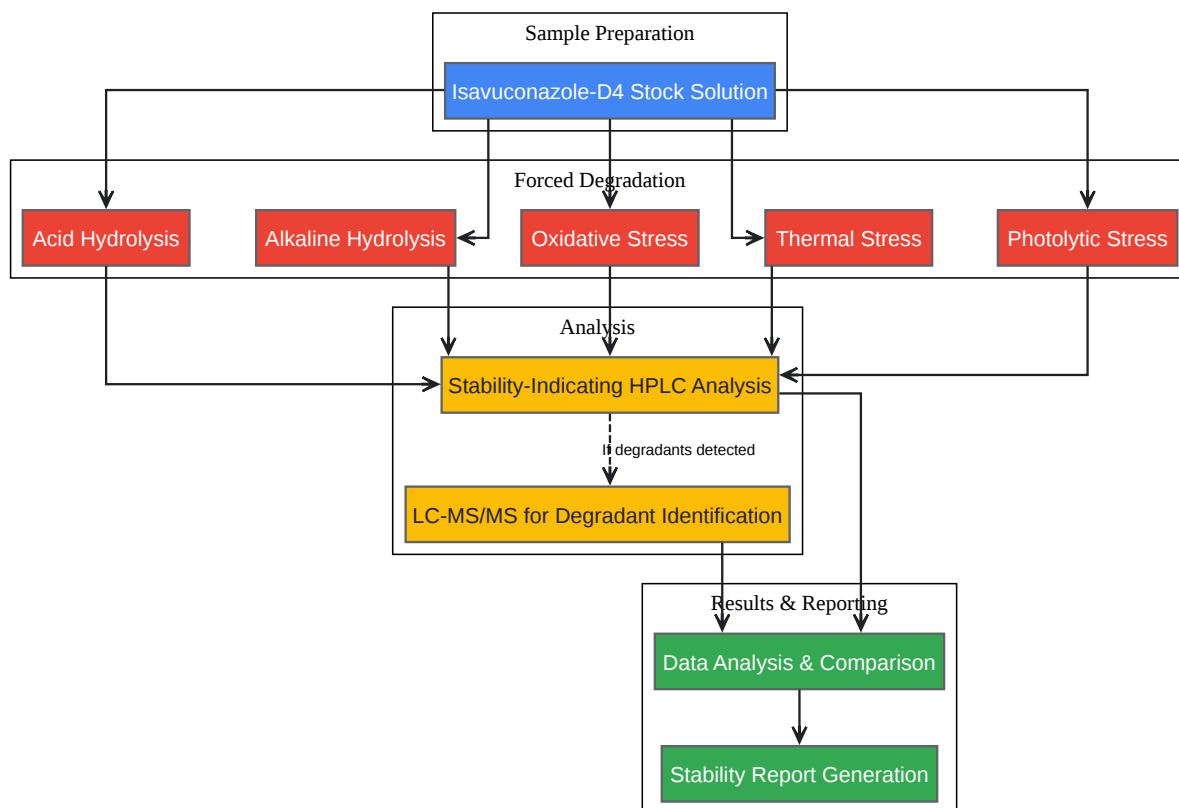 Sample Preparation
Isavuconazole-D4 Stock Solution
Forced Degradation
Acid Hydrolysis
Alkaline Hydrolysis
Oxidative Stress
Thermal Stress
Photolytic Stress
Analysis
Stability-Indicating HPLC Analysis
If degradants detected
LC-MS/MS for Degradant Identification
Results & Reporting
Data Analysis & Comparison
Stability Report Generation